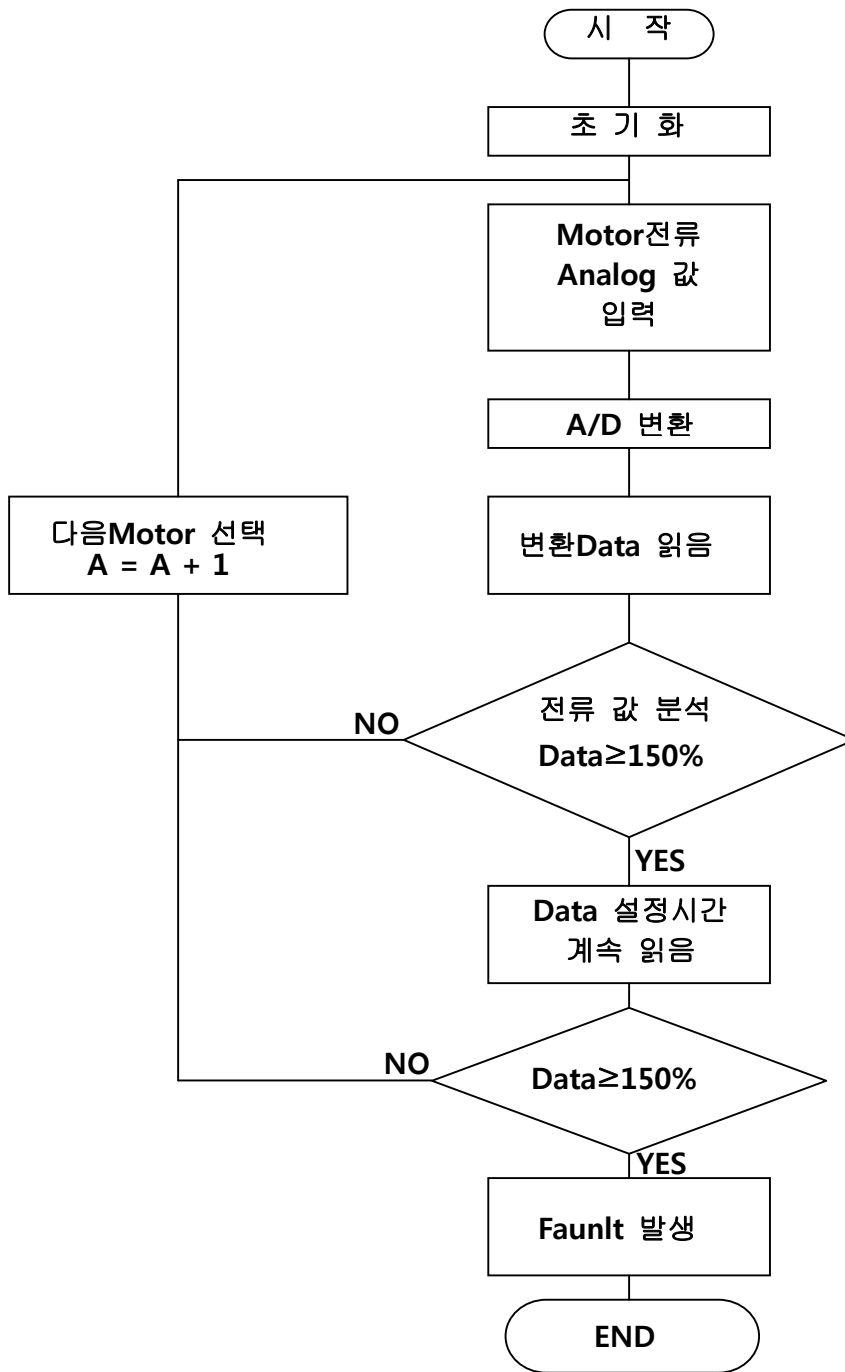 시 작
초 기 화
Motor전류
Analog 값
입력
A/D 변환
변환Data 읽음
다음Motor 선택
A = A + 1
전류 값 분석
Data≥150%
NO
YES
Data 설정시간
계속 읽음
Data≥150%
NO
YES
Faunlt 발생
END